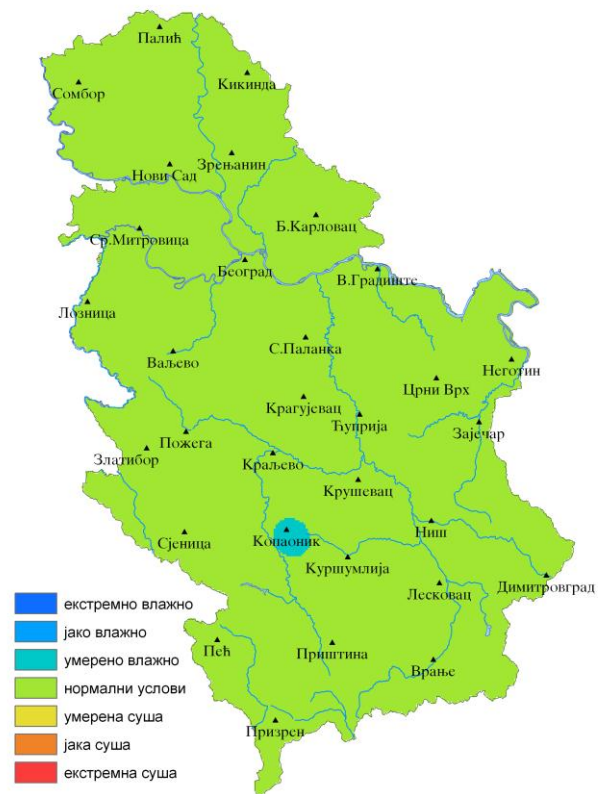 Палић
Кикинда
Сомбор
Зрењанин
Нови Сад
Б.Карловац
Ср.Митровица
Београд
В.Градиште
Лозница
С.Паланка
Ваљево
Неготин
Црни Врх
Крагујевац
Ћуприја
Зајечар
Пожега
Златибор
Краљево
Крушевац
Ниш
Сјеница
Копаоник
Куршумлија
Димитровград
Лесковац
Пећ
Приштина
Врање
Призрен
екстремно влажно
јако влажно
умерено влажно
нормални услови
умерена суша
јака суша
екстремна суша